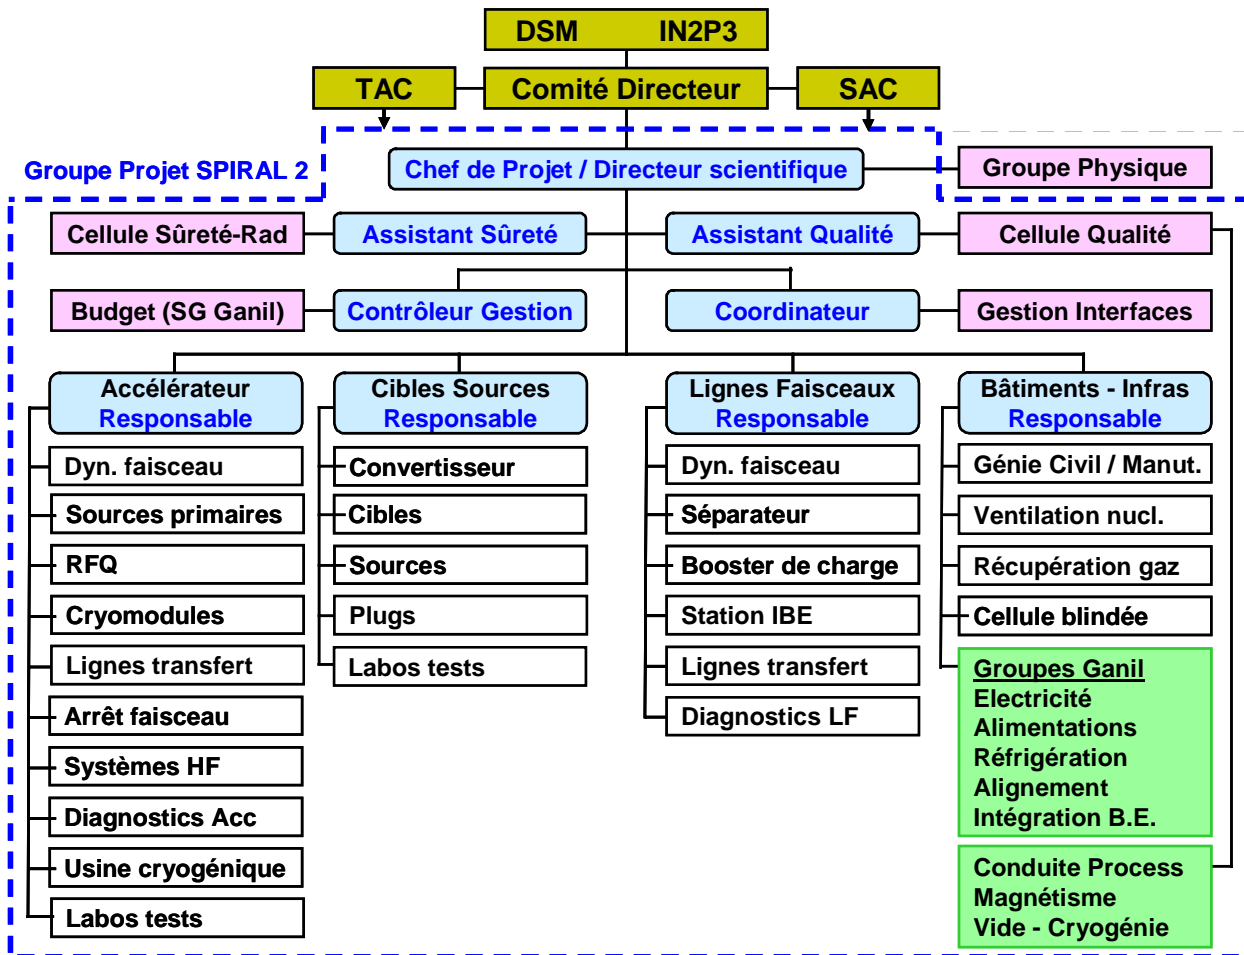 DSM IN2P3
TAC
Comité Directeur
SAC
Groupe Projet SPIRAL 2
Chef de Projet / Directeur scientifique
Groupe Physique
Cellule Sûreté-Rad
Assistant Sûreté
Assistant Qualité
Cellule Qualité
Budget (SG Ganil)
Contrôleur Gestion
Coordinateur
Gestion Interfaces
Accélérateur
Responsable
Dyn. faisceau
Sources primaires
RFQ
Cryomodules
Lignes transfert
Arrêt faisceau
Systèmes HF
Diagnostics Acc
Usine cryogénique
Labos tests
Cibles Sources
Responsable
Convertisseur
Cibles
Sources
Plugs
Labos tests
Lignes Faisceaux
Responsable
Dyn. faisceau
Séparateur
Booster de charge
Station IBE
Lignes transfert
Diagnostics LF
Bâtiments - Infras
Responsable
Génie Civil / Manut.
Ventilation nucl.
Récupération gaz
Cellule blindée
Groupes Ganil
Electricité
Alimentations
Réfrigération
Alignement
Intégration B.E.
Conduite Process
Magnétisme
Vide - Cryogénie